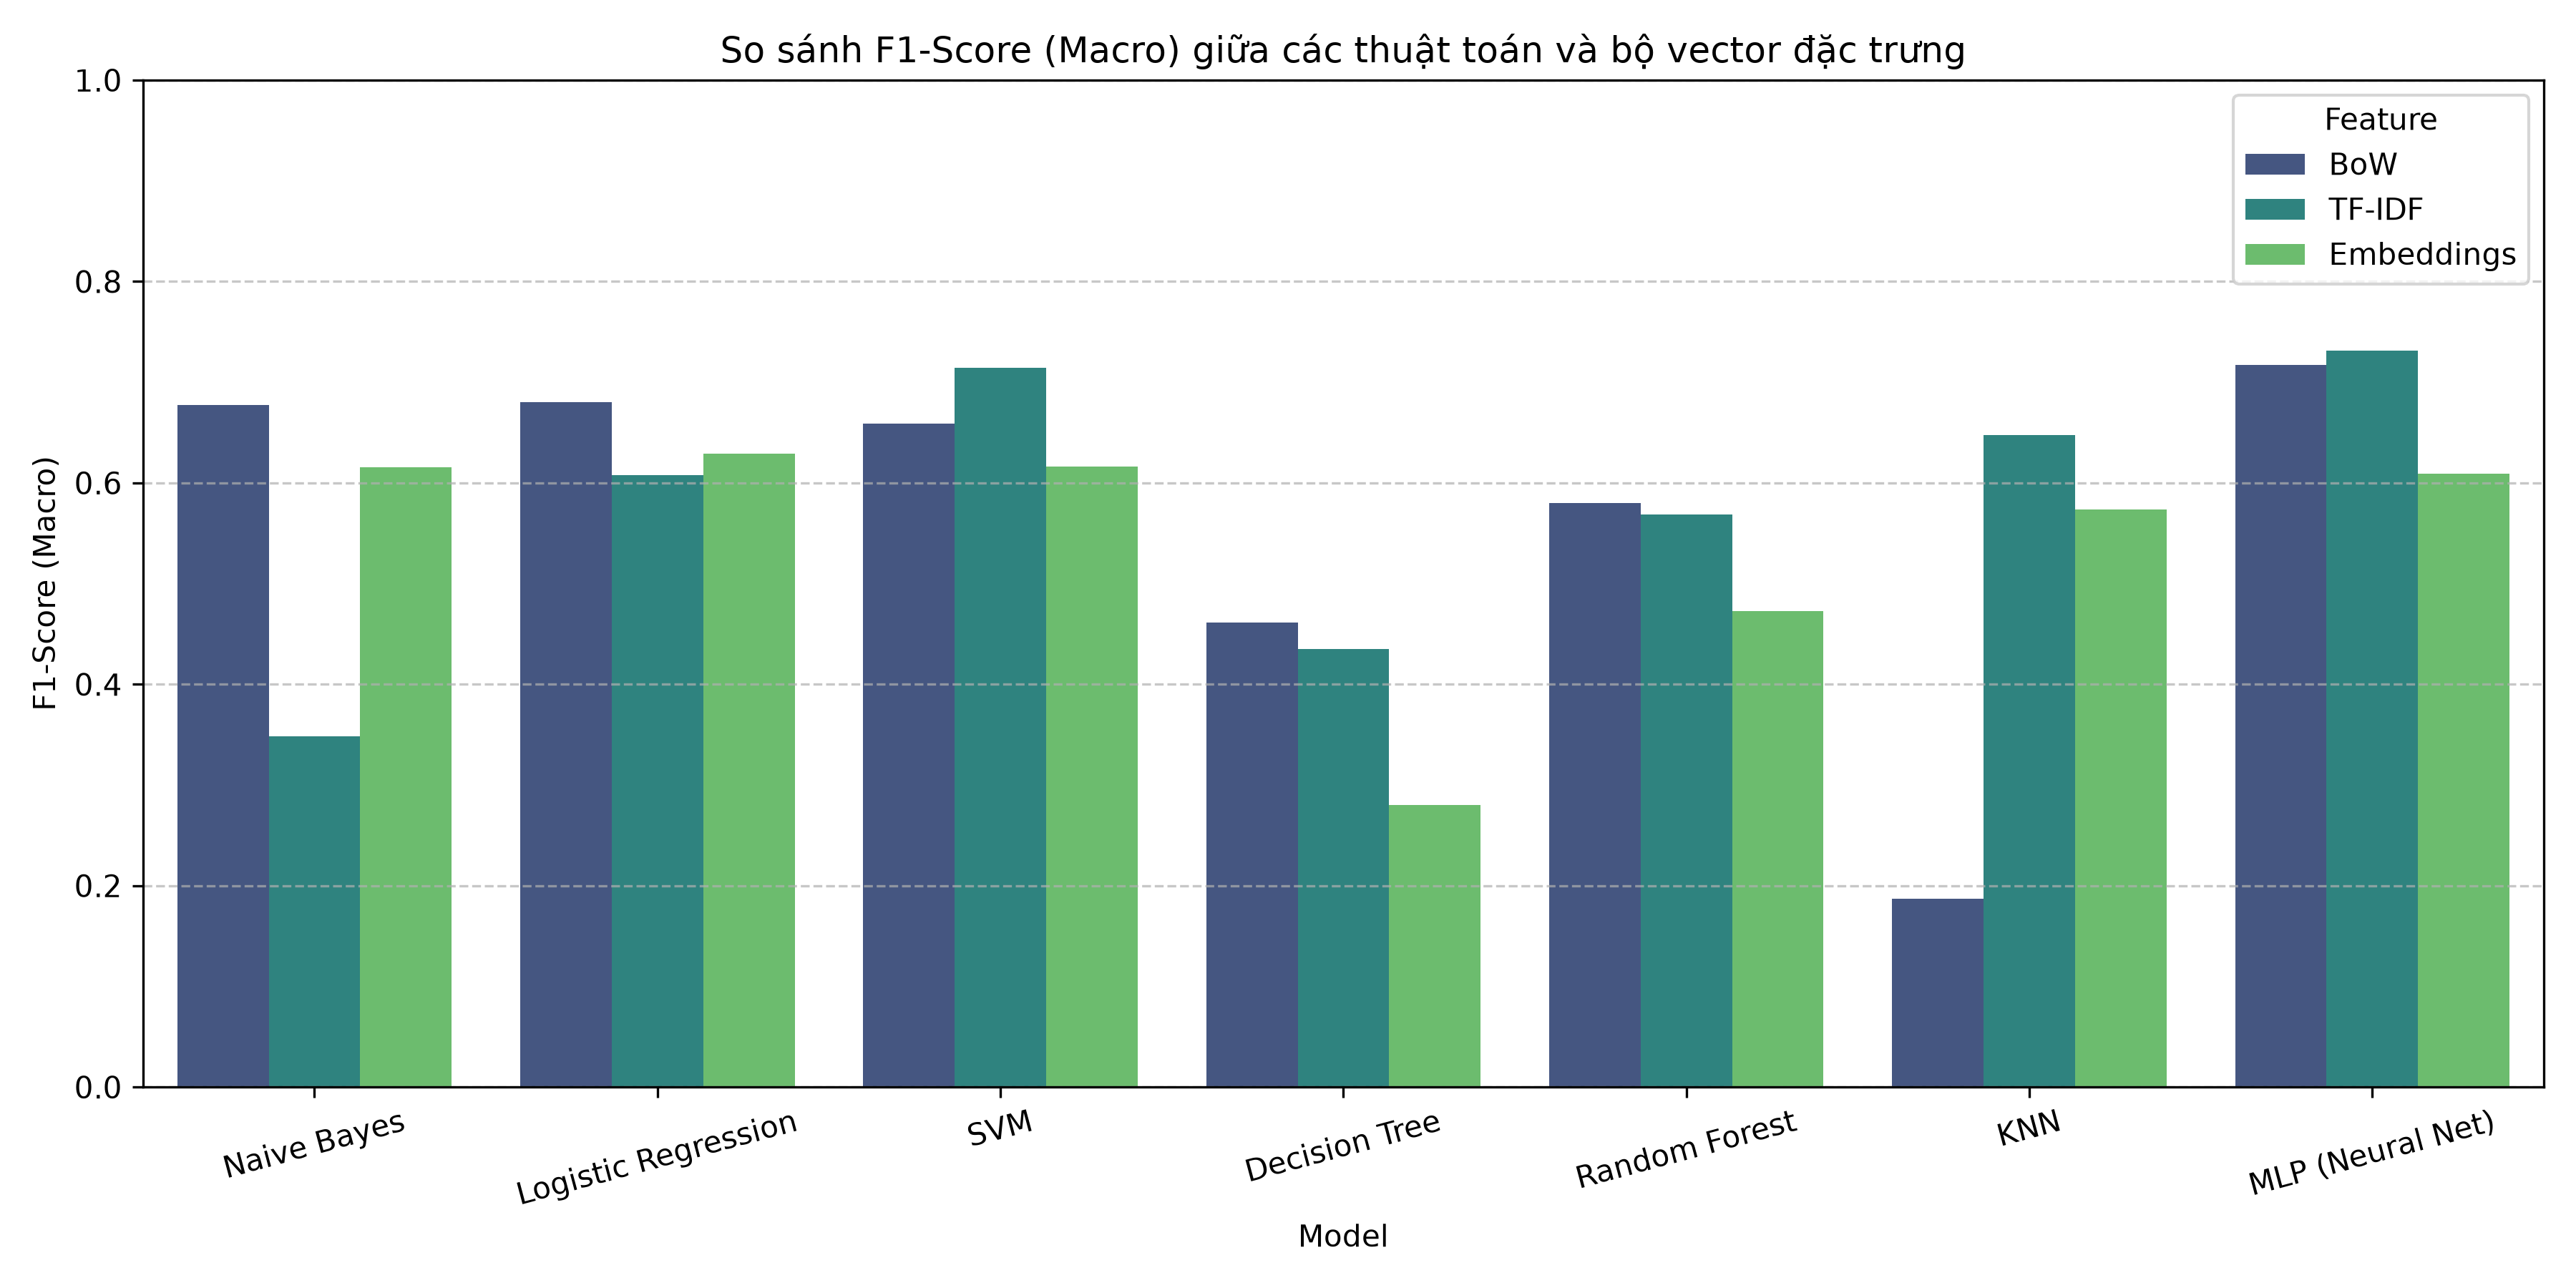 So sánh F1-Score (Macro) giữa các thuật toán và bộ vector đặc trưng
1.0
0.8
0.6
0.4
0.2
0.0
F1-Score (Macro)
Feature
BoW
TF-IDF
Embeddings
Naive Bayes
Logistic Regression
SVM
Decision Tree
Random Forest
KNN
MLP (Neural Net)
Model